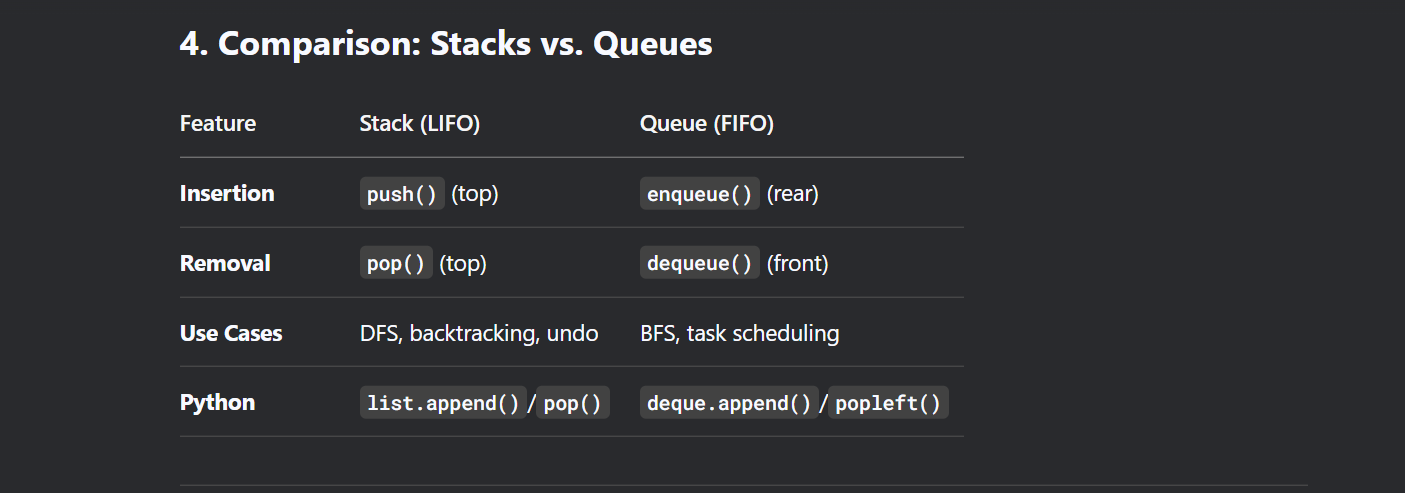 4. Comparison: Stacks vs. Queues
Feature Stack (LIFO) Queue (FIFO)
Insertion push() (top) enqueue() (rear)
Removal pop() (top) dequeue() (front)
Use Cases DFS, backtracking, undo BFS, task scheduling
Python list.append()/pop() deque.append()/popleft()